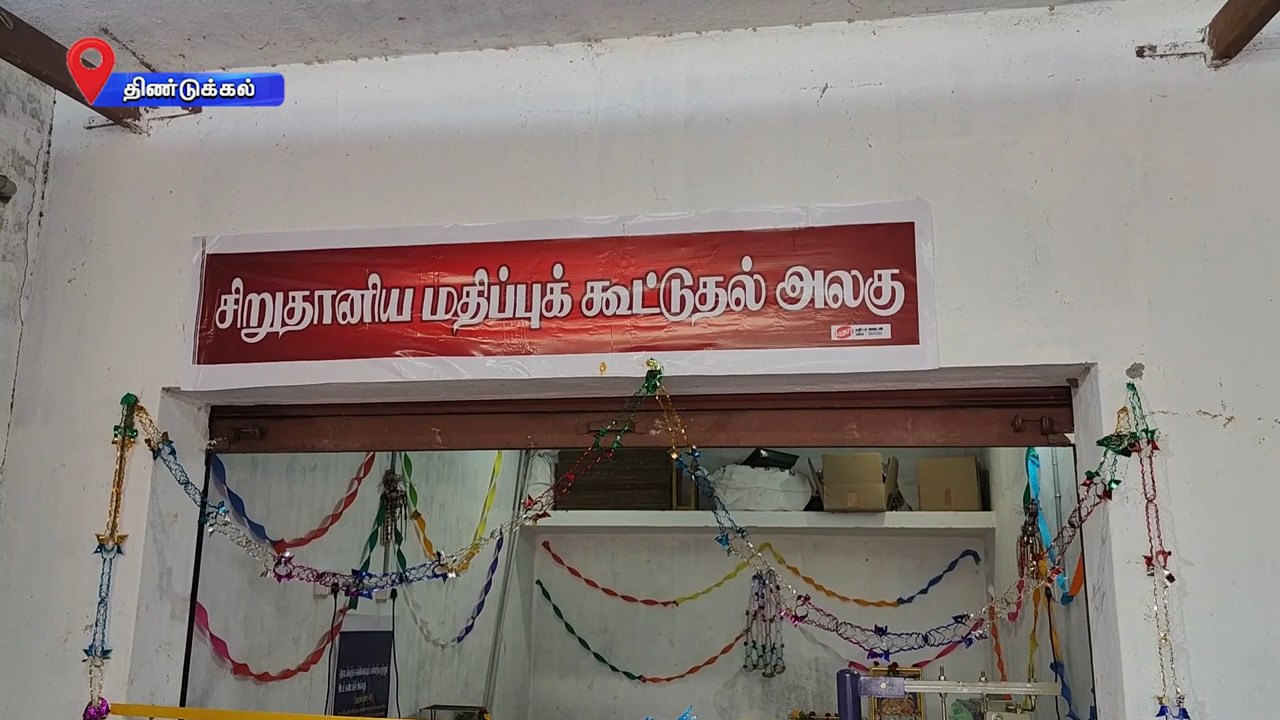 திண்டுக்கல்
சிறுதானிய மதிப்புக் கூட்டுதல் அலகு